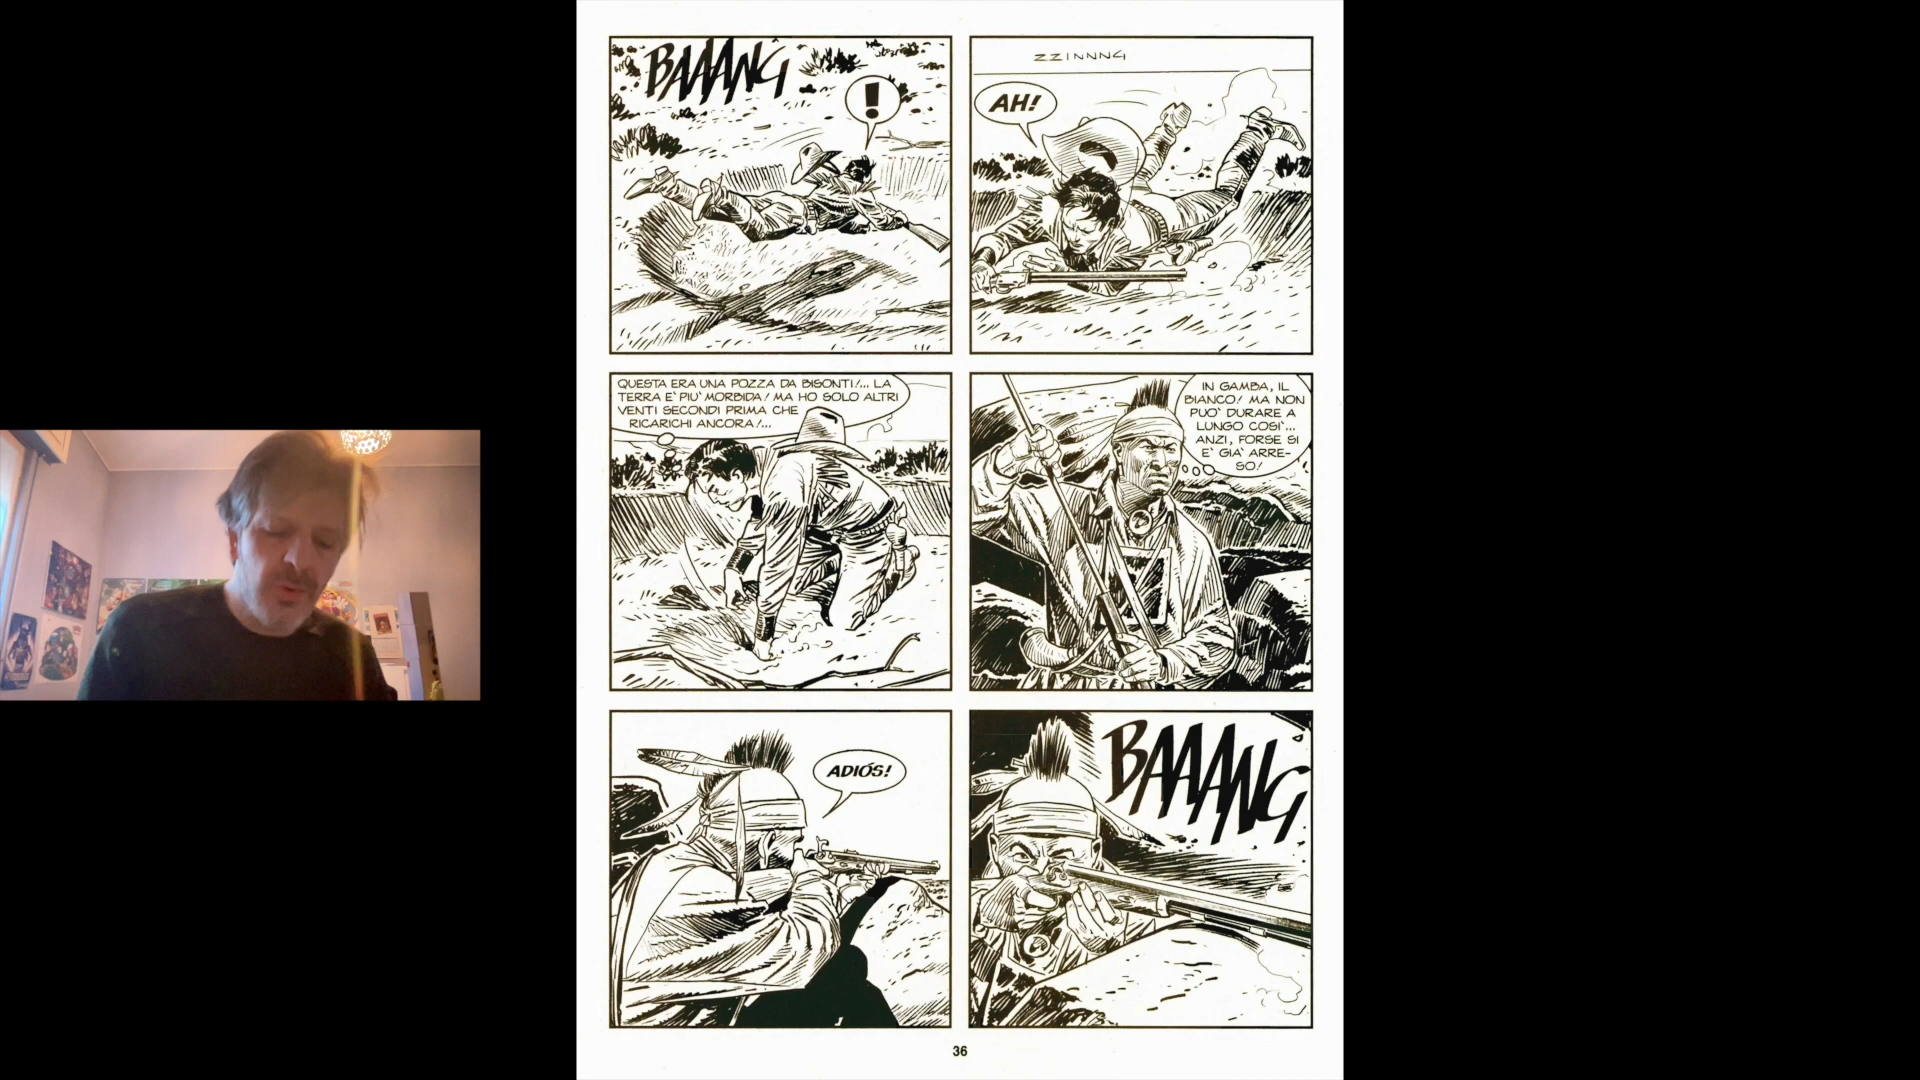 BAAANG
!
ZZINNNG
AH!
QUESTA ERA UNA POZZA DA BISONTI!... LA
TERRA E` PIU` MORBIDA! MA HO SOLO ALTRI
VENTI SECONDI PRIMA CHE
RICARICHI ANCORA!...
IN GAMBA, IL
BIANCO! MA NON
PUO` DURARE A
LUNGO COSI`...
ANZI, FORSE SI
E` GIA` ARRE-
SO!
ADIÓS!
BAAANG
36